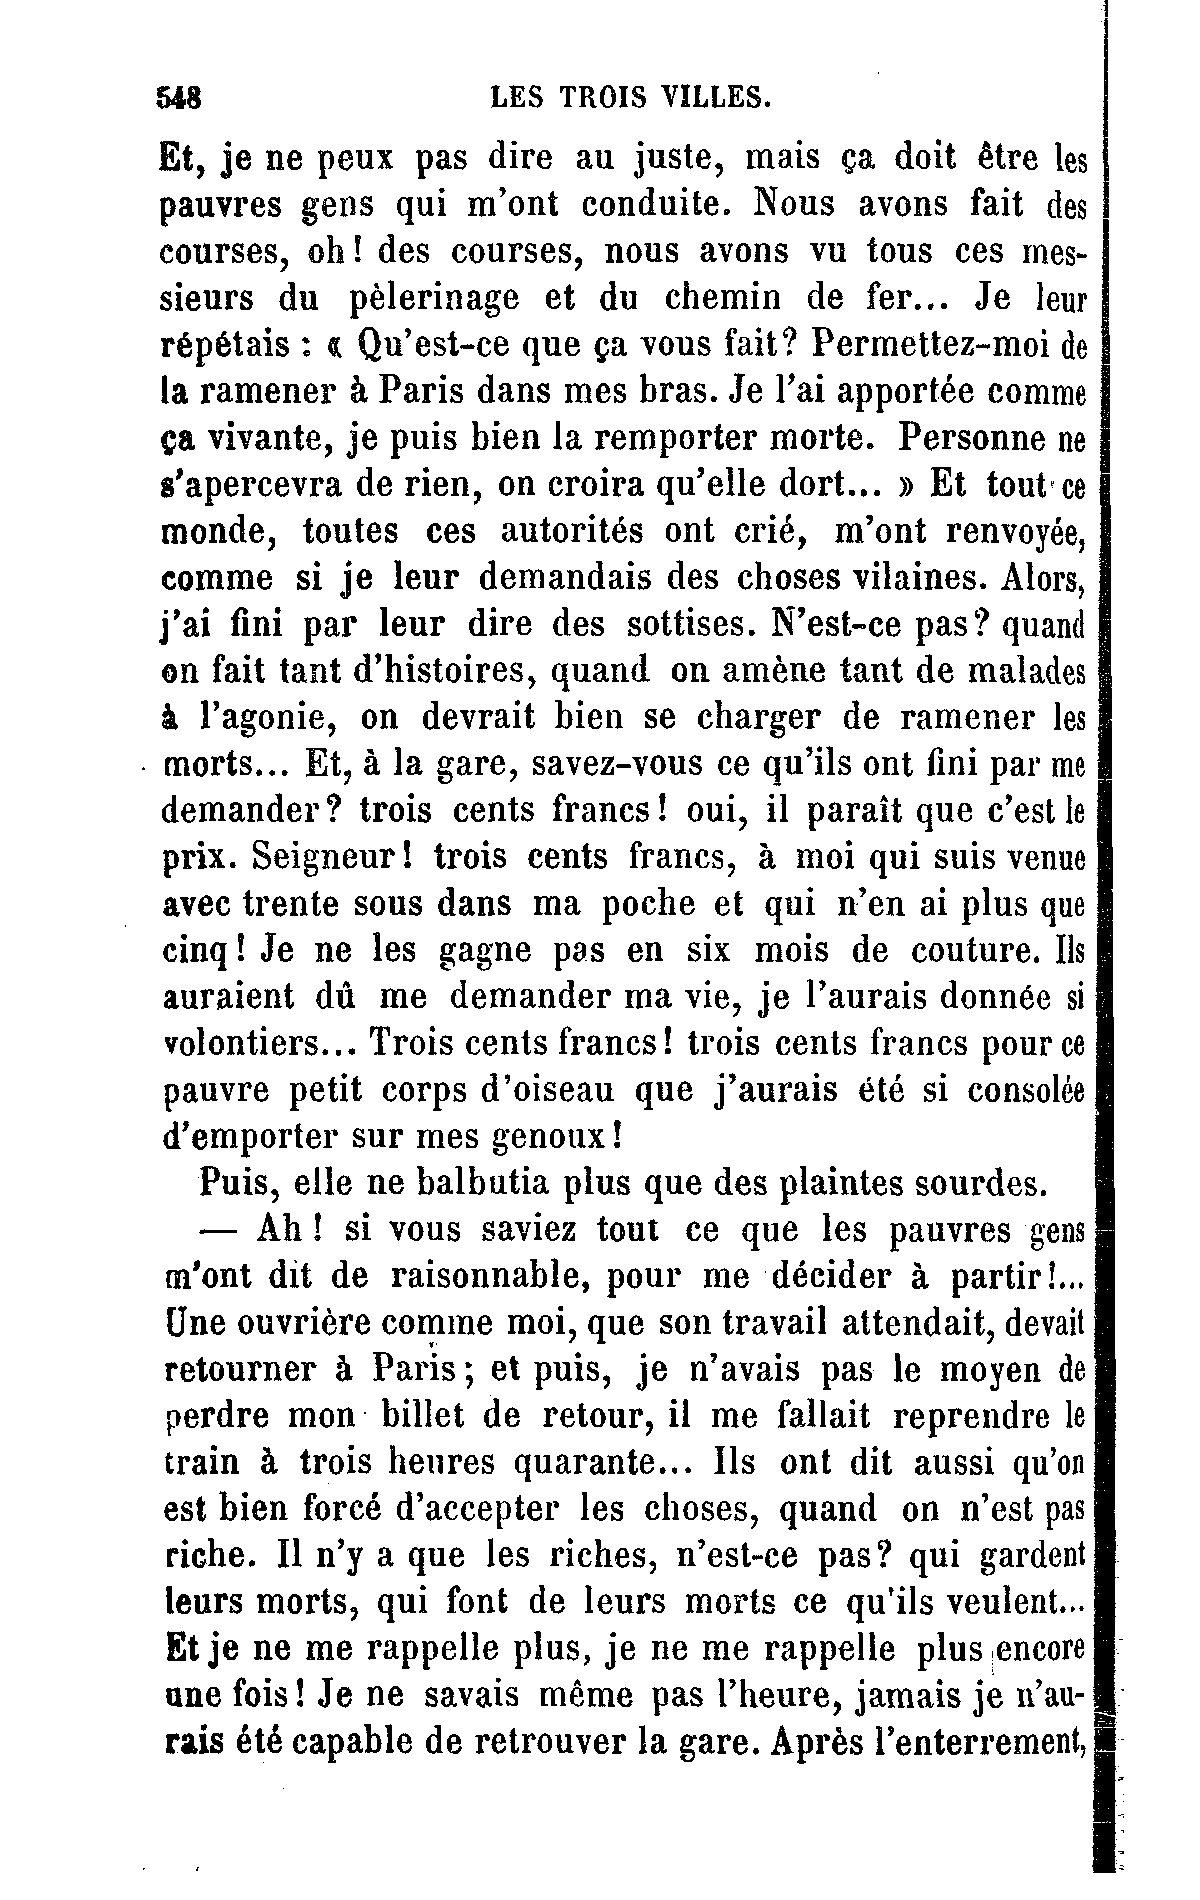 548 LES TROIS VILLES.
Et, je ne peux pas dire au juste, mais ça doit être les
pauvres gens qui m'ont conduite. Nous avons fait des
courses, oh! des courses, nous avons vu tous ces mes-
sieurs du pèlerinage et du chemin de fer... Je leur
répétais : « Qu'est-ce que ça vous fait? Permettez-moi de
la ramener à Paris dans mes bras. Je l'ai apportée comme
ça vivante, je puis bien la remporter morte. Personne ne
s'apercevra de rien, on croira qu'elle dort... » Et tout ce
monde, toutes ces autorités ont crié, m'ont renvoyée,
comme si je leur demandais des choses vilaines. Alors,
j'ai fini par leur dire des sottises. N'est-ce pas? quand
on fait tant d'histoires, quand on amène tant de malades
à l'agonie, on devrait bien se charger de ramener les
morts... Et, à la gare, savez-vous ce qu'ils ont fini par me
demander? trois cents francs! oui, il paraît que c'est le
prix. Seigneur! trois cents francs, à moi qui suis venue
avec trente sous dans ma poche et qui n'en ai plus que
cinq! Je ne les gagne pas en six mois de couture. Ils
auraient dû me demander ma vie, je l'aurais donnée si
volontiers... Trois cents francs! trois cents francs pour ce
pauvre petit corps d'oiseau que j'aurais été si consolée
d'emporter sur mes genoux!
Puis, elle ne balbutia plus que des plaintes sourdes.
— Ah! si vous saviez tout ce que les pauvres gens
m'ont dit de raisonnable, pour me décider à partir!...
Une ouvrière comme moi, que son travail attendait, devait
retourner à Paris; et puis, je n'avais pas le moyen de
perdre mon billet de retour, il me fallait reprendre le
train à trois heures quarante... Ils ont dit aussi qu'on
est bien forcé d'accepter les choses, quand on n'est pas
riche. Il n'y a que les riches, n'est-ce pas? qui gardent
leurs morts, qui font de leurs morts ce qu'ils veulent...
Et je ne me rappelle plus, je ne me rappelle plus encore
une fois! Je ne savais même pas l'heure, jamais je n'au-
rais été capable de retrouver la gare. Après l'enterrement,